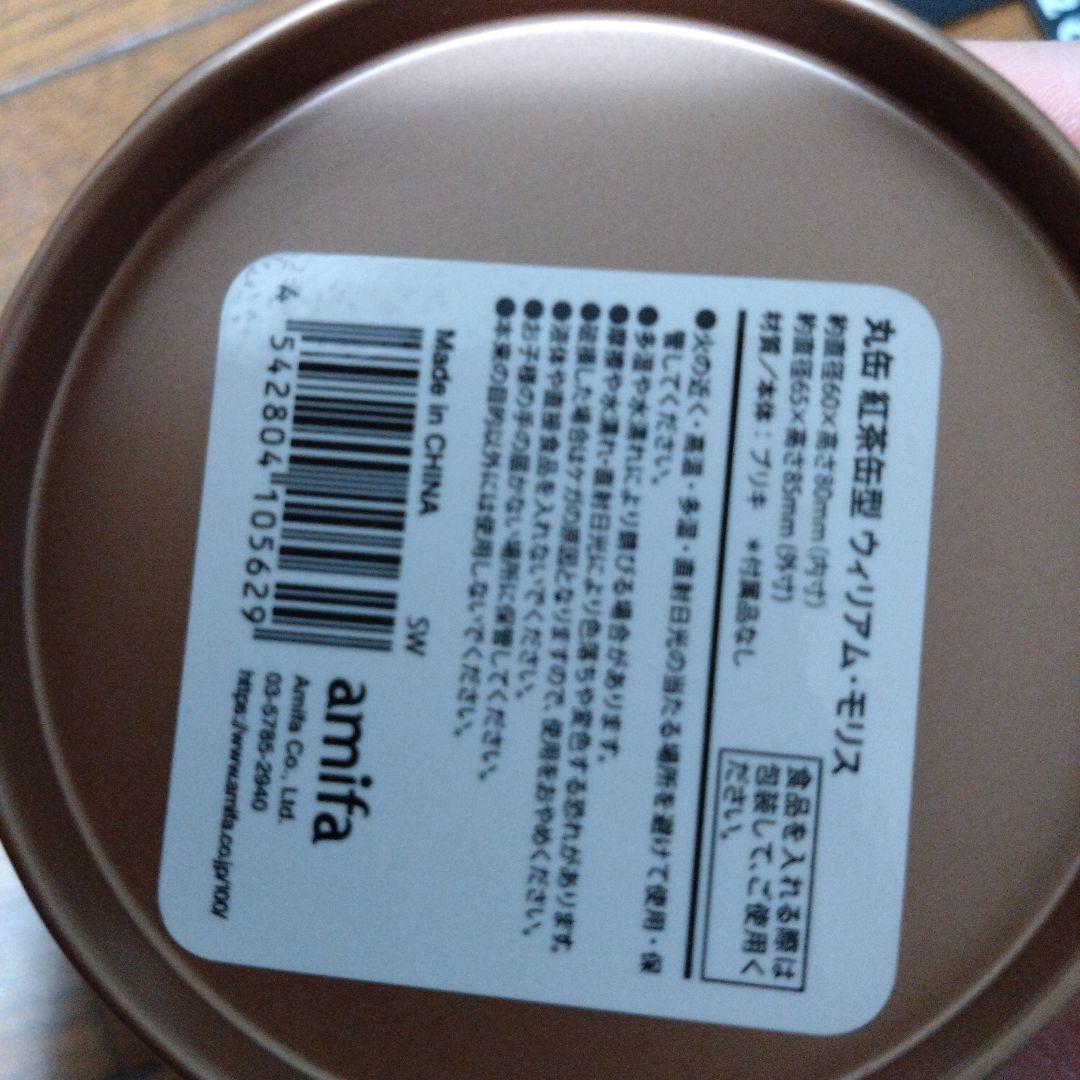 丸缶 紅茶缶型 ウィリアム・モリス
約直径60×高さ80mm (内寸)
約直径65×高さ85mm (外寸)
材質／本体：ブリキ ＊付属品なし
食品を入れる際は
包装して、ご使用く
ださい。
●火の近く・高温・多湿・直射日光の当たる場所を避けて使用・保
管してください。
●多湿や水濡れにより錆びる場合があります。
●摩擦や水濡れ・直射日光により色落ちや変色する恐れがあります。
●破損した場合はケガの原因となりますので、使用をおやめください。
●液体や直接食品を入れないでください。
●お子様の手の届かない場所に保管してください。
●本来の目的以外には使用しないでください。
Made in CHINA
SW
4 542804 105629
amifa
Amifa Co., Ltd.
03-6785-2940
https://www.amifa.co.jp/100/